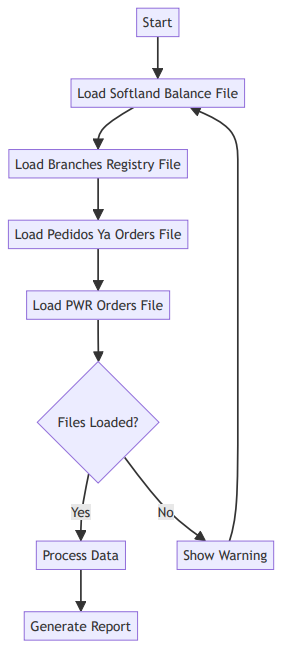 Start
Load Softland Balance File
Load Branches Registry File
Load Pedidos Ya Orders File
Load PWR Orders File
Files Loaded?
Yes
No
Process Data
Show Warning
Generate Report